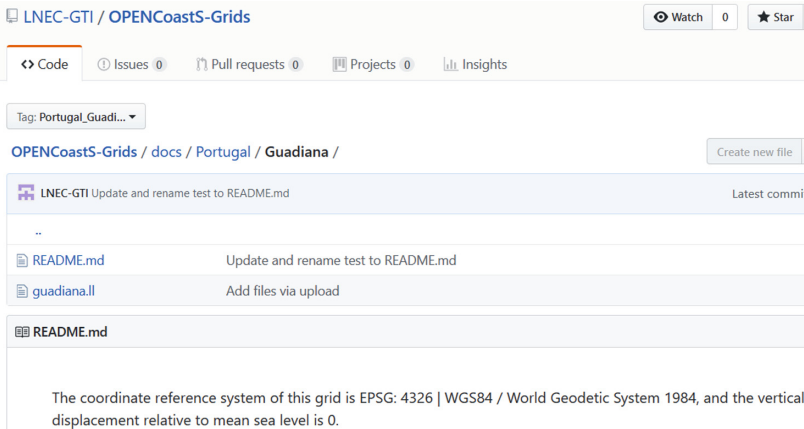 LNEC-GTI / OPENCoastS-Grids
Watch 0 Star
Code Issues 0 Pull requests 0 Projects 0 Insights
Tag: Portugal_Guadi...
OPENCoastS-Grids / docs / Portugal / Guadiana / Create new file
LNEC-GTI Update and rename test to README.md Latest commi
..
README.md Update and rename test to README.md
guadiana.ll Add files via upload
README.md
The coordinate reference system of this grid is EPSG: 4326 | WGS84 / World Geodetic System 1984, and the vertical
displacement relative to mean sea level is 0.